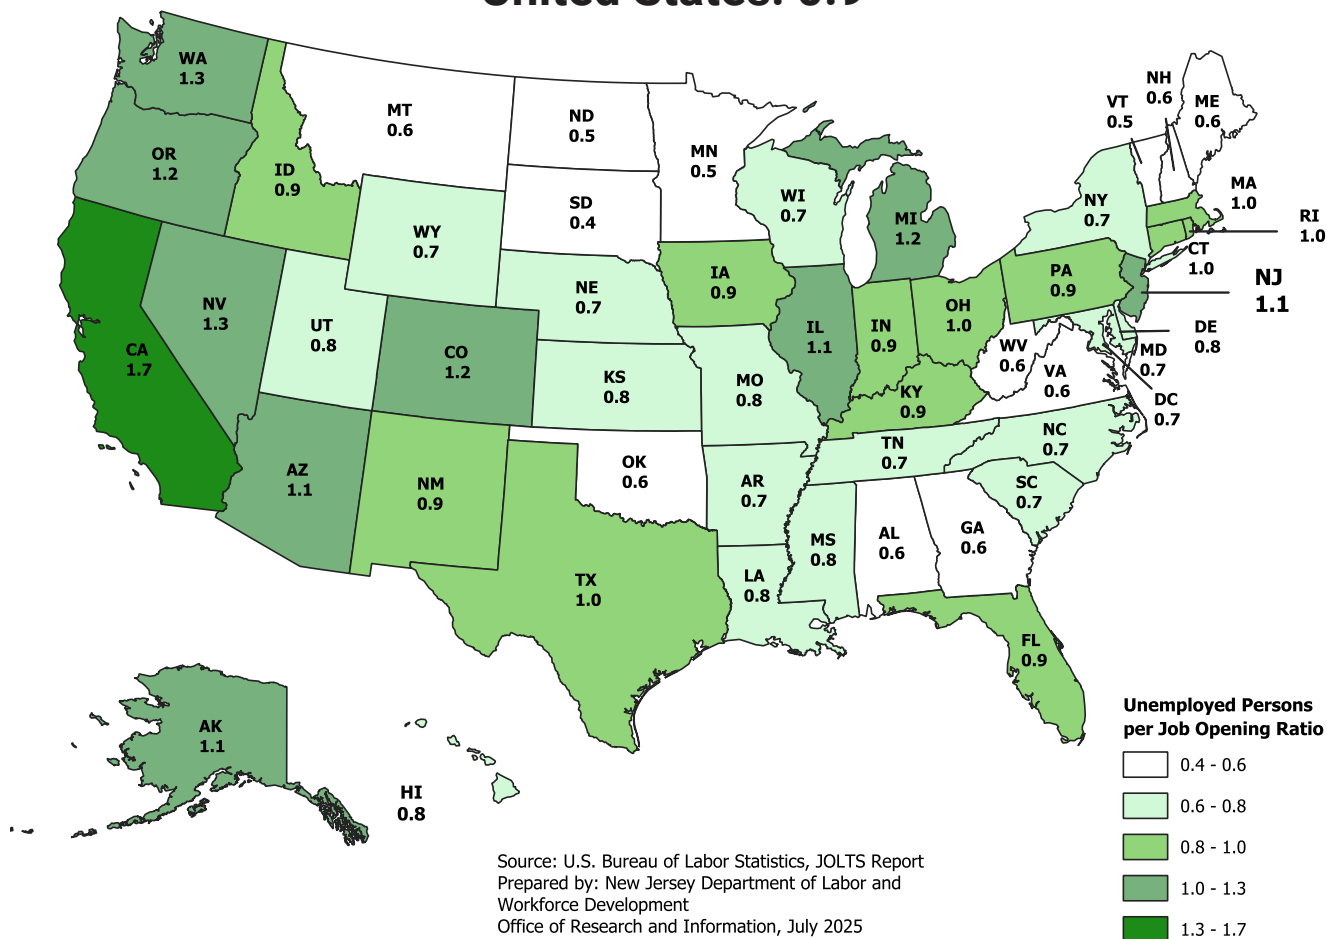 United States: 0.9
WA
1.3
MT
0.6
ND
0.5
MN
0.5
VT
0.5
NH
0.6
ME
0.6
OR
1.2
ID
0.9
SD
0.4
WI
0.7
MI
1.2
NY
0.7
MA
1.0
RI
1.0
CT
1.0
WY
0.7
IA
0.9
PA
0.9
NJ
1.1
NV
1.3
UT
0.8
NE
0.7
IL
1.1
IN
0.9
OH
1.0
DE
0.8
MD
0.7
DC
0.7
CA
1.7
CO
1.2
KS
0.8
MO
0.8
KY
0.9
WV
0.6
VA
0.6
AZ
1.1
NM
0.9
OK
0.6
AR
0.7
TN
0.7
NC
0.7
SC
0.7
TX
1.0
LA
0.8
MS
0.8
AL
0.6
GA
0.6
FL
0.9
AK
1.1
HI
0.8
Unemployed Persons
per Job Opening Ratio
0.4 - 0.6
0.6 - 0.8
0.8 - 1.0
1.0 - 1.3
1.3 - 1.7
Source: U.S. Bureau of Labor Statistics, JOLTS Report
Prepared by: New Jersey Department of Labor and
Workforce Development
Office of Research and Information, July 2025